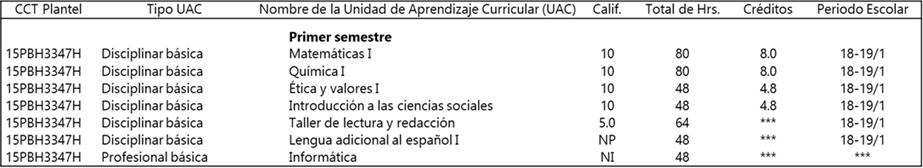 CCT Plantel Tipo UAC Nombre de la Unidad de Aprendizaje Curricular (UAC) Calif. Total de Hrs. Créditos Periodo Escolar
Primer semestre
15PBH3347H Disciplinar básica Matemáticas I 10 80 8.0 18-19/1
15PBH3347H Disciplinar básica Química I 10 80 8.0 18-19/1
15PBH3347H Disciplinar básica Ética y valores I 10 48 4.8 18-19/1
15PBH3347H Disciplinar básica Introducción a las ciencias sociales 10 48 4.8 18-19/1
15PBH3347H Disciplinar básica Taller de lectura y redacción 5.0 64 *** 18-19/1
15PBH3347H Disciplinar básica Lengua adicional al español I NP 48 *** 18-19/1
15PBH3347H Profesional básica Informática NI 48 *** ***